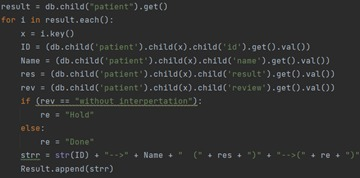 result = db.child("patient").get()
for i in result.each():
    x = i.key()
    ID = (db.child('patient').child(x).child('id').get().val())
    Name = (db.child('patient').child(x).child('name').get().val())
    res = (db.child('patient').child(x).child('result').get().val())
    rev = (db.child('patient').child(x).child('review').get().val())
    if (rev == "without interpertation"):
        re = "Hold"
    else:
        re = "Done"
    strr = str(ID) + "-->" + Name + "  (" + res + ")" + "-->(" + re + ")"
    Result.append(strr)